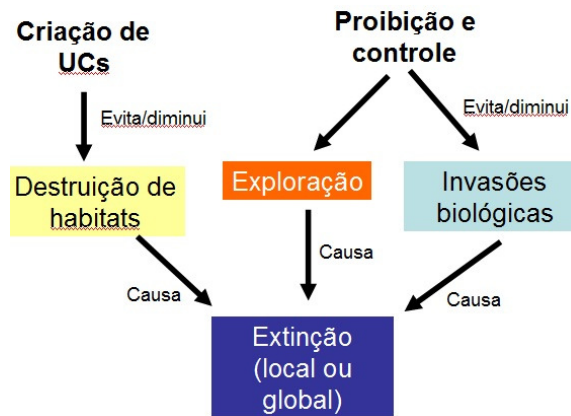 Criação de
UCs
Proibição e
controle
Evita/diminui
Evita/diminui
Destruição de
habitats
Exploração
Invasões
biológicas
Causa
Causa
Causa
Extinção
(local ou
global)